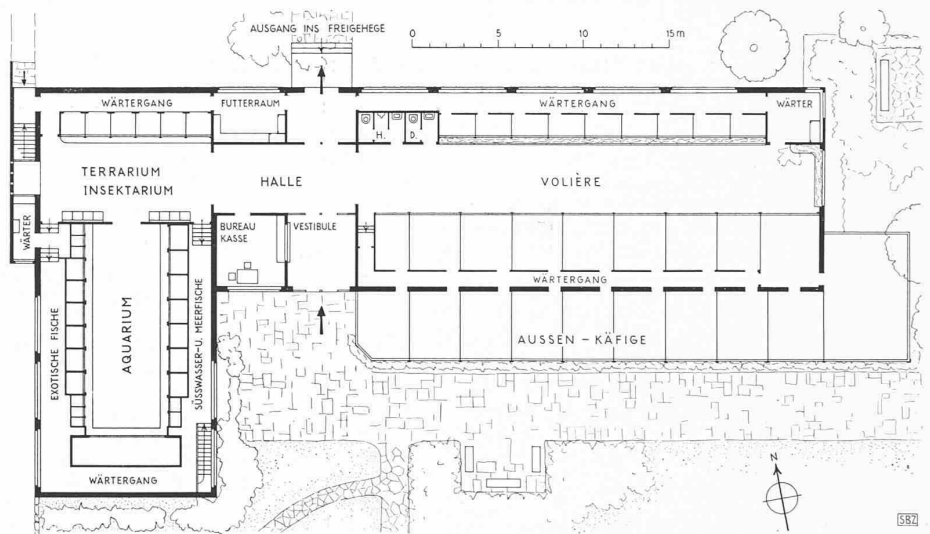 AUSGANG INS FREIGEHEGE
0 5 10 15 m
WÄRTERGANG
FUTTERRAUM
WÄRTERGANG
WÄRTER
H. D.
TERRARIUM
INSEKTARIUM
HALLE
VOLIÈRE
WÄRTER
BUREAU
KASSE
VESTIBULE
WÄRTERGANG
EXOTISCHE FISCHE
AQUARIUM
SÜSSWASSER-U. MEERFISCHE
AUSSEN-KÄFIGE
WÄRTERGANG
N
SBZ